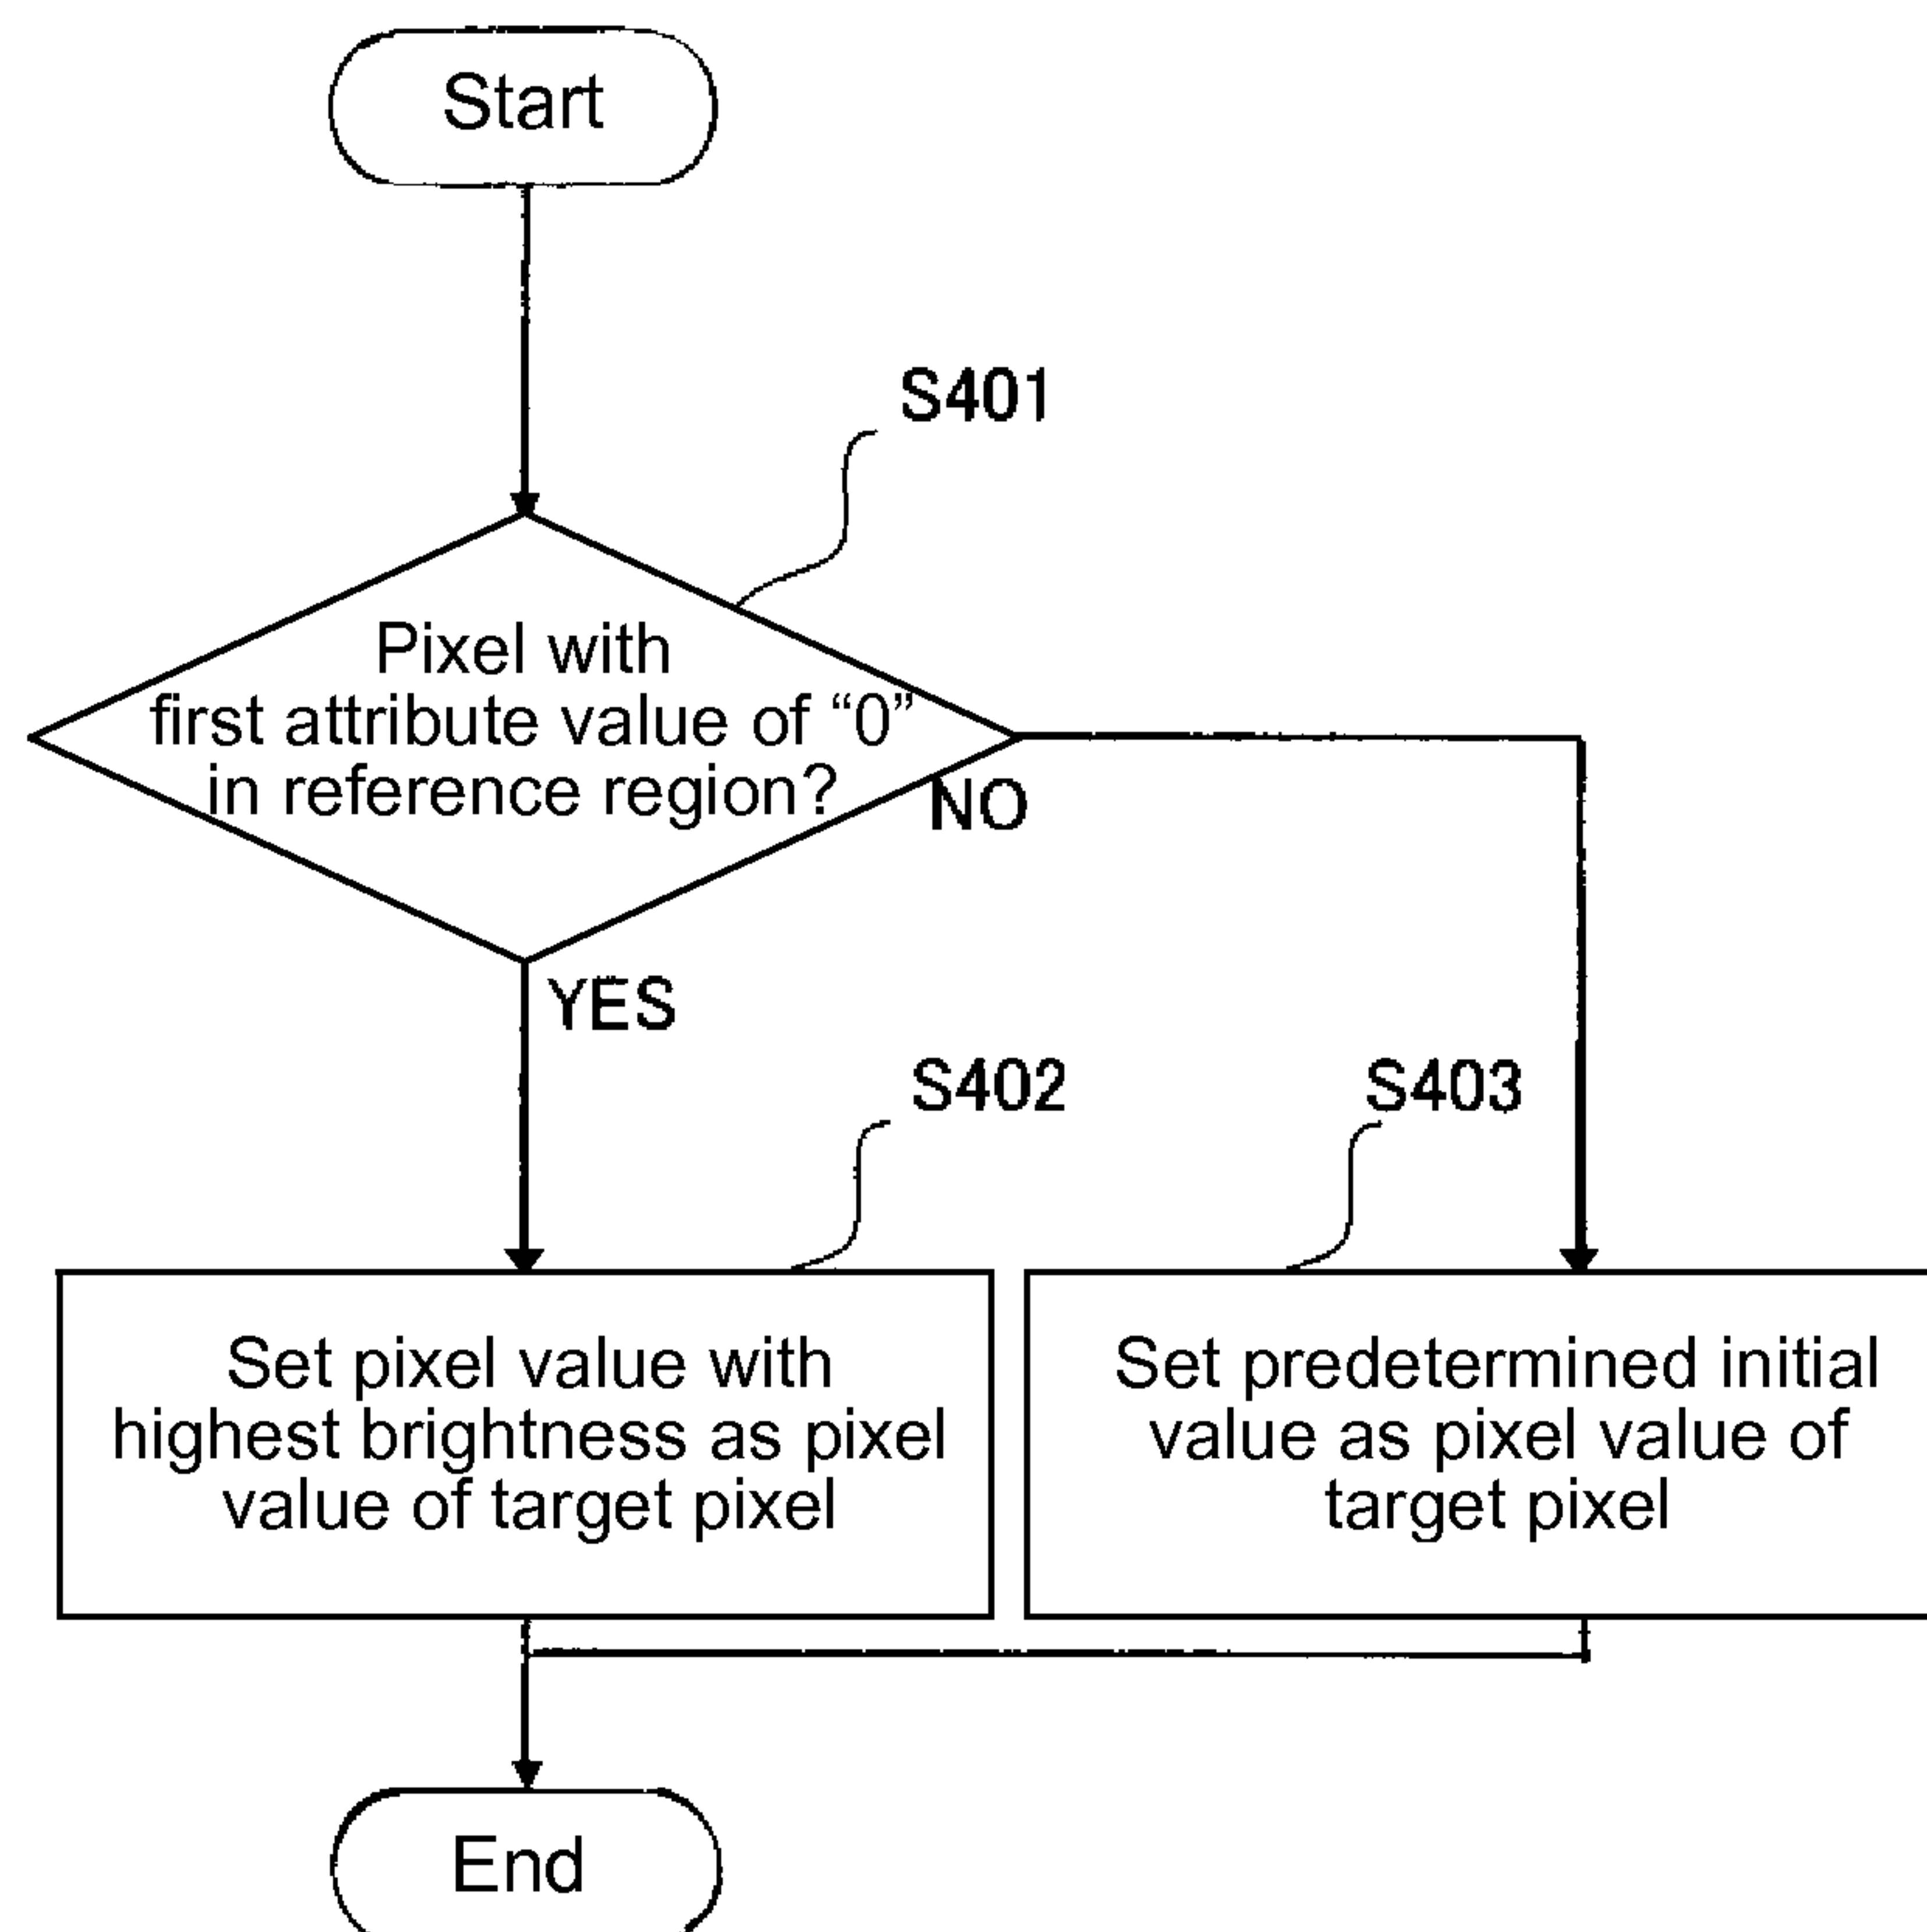 Start
S401
Pixel with
first attribute value of “0”
in reference region?
NO
YES
S402
S403
Set pixel value with
highest brightness as pixel
value of target pixel
Set predetermined initial
value as pixel value of
target pixel
End